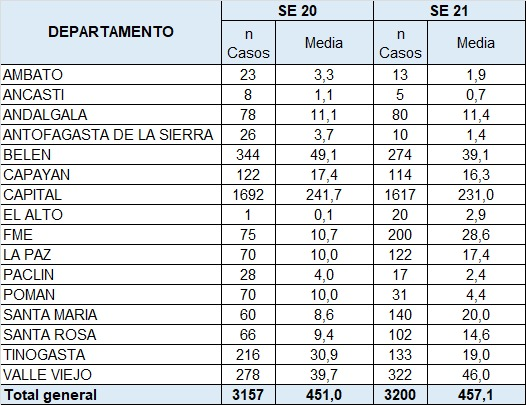 DEPARTAMENTO SE 20 SE 21
n Casos Media n Casos Media
AMBATO 23 3,3 13 1,9
ANCASTI 8 1,1 5 0,7
ANDALGALA 78 11,1 80 11,4
ANTOFAGASTA DE LA SIERRA 26 3,7 10 1,4
BELEN 344 49,1 274 39,1
CAPAYAN 122 17,4 114 16,3
CAPITAL 1692 241,7 1617 231,0
EL ALTO 1 0,1 20 2,9
FME 75 10,7 200 28,6
LA PAZ 70 10,0 122 17,4
PACLIN 28 4,0 17 2,4
POMAN 70 10,0 31 4,4
SANTA MARIA 60 8,6 140 20,0
SANTA ROSA 66 9,4 102 14,6
TINOGASTA 216 30,9 133 19,0
VALLE VIEJO 278 39,7 322 46,0
Total general 3157 451,0 3200 457,1